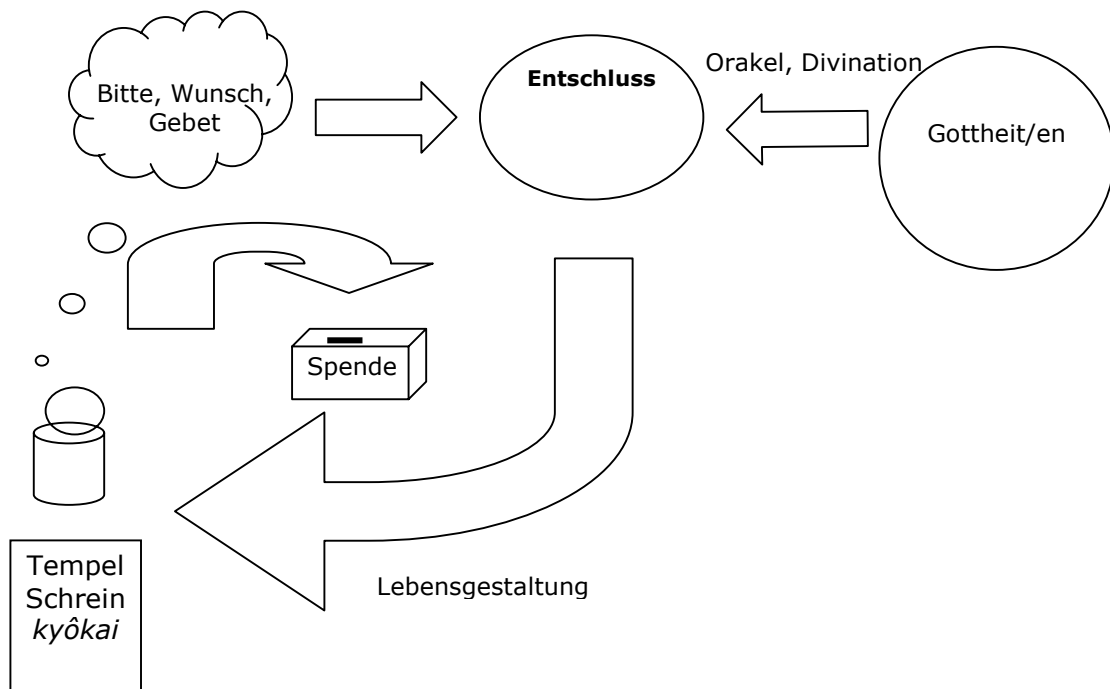 Bitte, Wunsch,
Gebet
Entschluss
Orakel, Divination
Gottheit/en
Spende
Lebensgestaltung
Tempel
Schrein
kyôkai